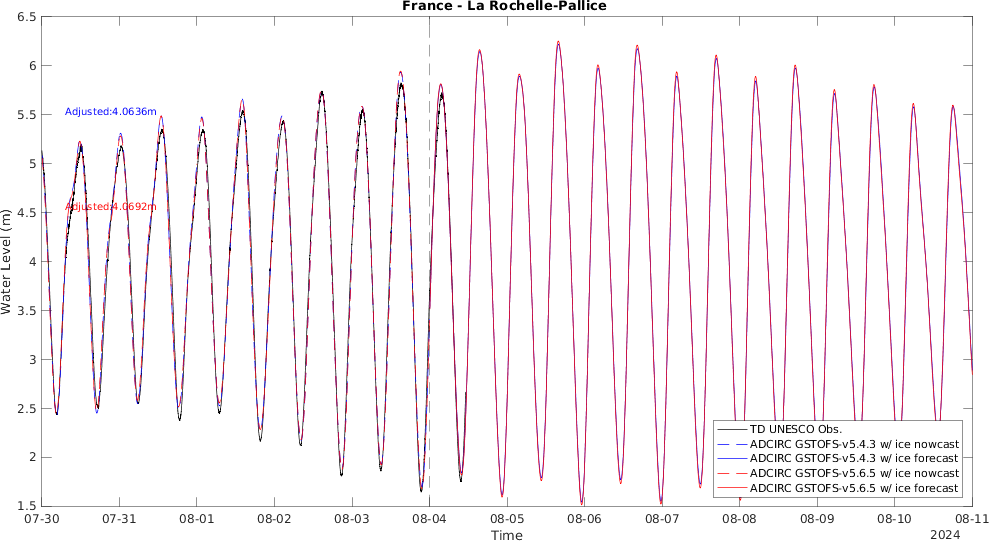 France - La Rochelle-Pallice
6.5
6
5.5
5
4.5
4
3.5
3
2.5
2
1.5
Water Level (m)
Adjusted:4.0636m
Adjusted:4.0692m
TD UNESCO Obs.
ADCIRC GSTOFS-v5.4.3 w/ ice nowcast
ADCIRC GSTOFS-v5.4.3 w/ ice forecast
ADCIRC GSTOFS-v5.6.5 w/ ice nowcast
ADCIRC GSTOFS-v5.6.5 w/ ice forecast
07-30 07-31 08-01 08-02 08-03 08-04 08-05 08-06 08-07 08-08 08-09 08-10 08-11
Time
2024